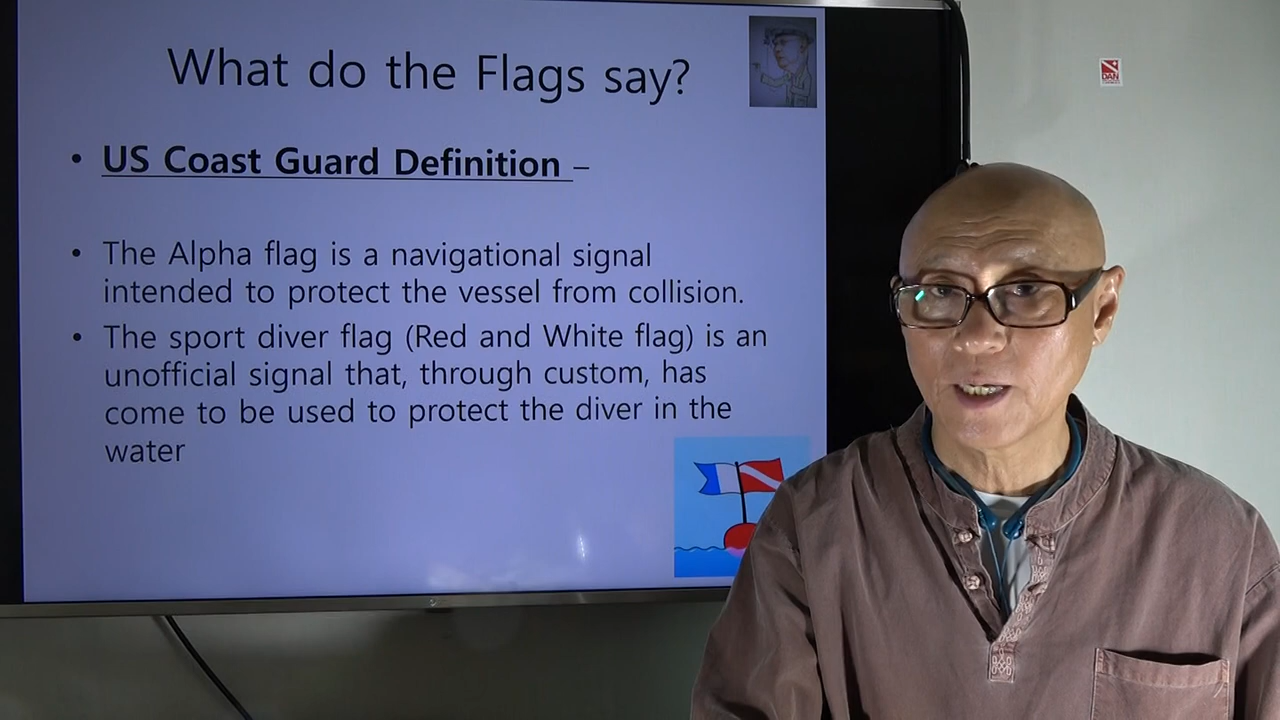 What do the Flags say?
• US Coast Guard Definition –
• The Alpha flag is a navigational signal
intended to protect the vessel from collision.
• The sport diver flag (Red and White flag) is an
unofficial signal that, through custom, has
come to be used to protect the diver in the
water
DAN